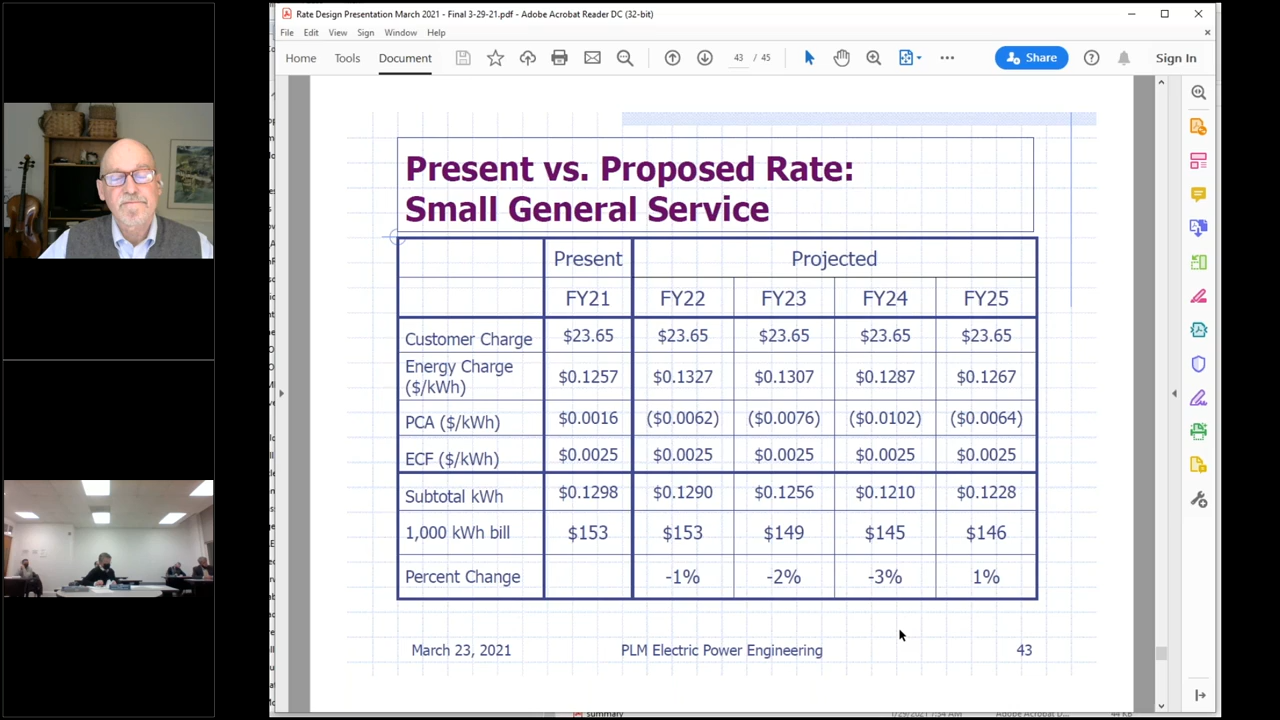 Rate Design Presentation March 2021 - Final 3-29-21.pdf - Adobe Acrobat Reader DC (32-bit)
File Edit View Sign Window Help
Home Tools Document 43 / 45 Share Sign In
Present vs. Proposed Rate:
Small General Service
Present Projected
FY21 FY22 FY23 FY24 FY25
Customer Charge $23.65 $23.65 $23.65 $23.65 $23.65
Energy Charge
($/kWh) $0.1257 $0.1327 $0.1307 $0.1287 $0.1267
PCA ($/kWh) $0.0016 ($0.0062) ($0.0076) ($0.0102) ($0.0064)
ECF ($/kWh) $0.0025 $0.0025 $0.0025 $0.0025 $0.0025
Subtotal kWh $0.1298 $0.1290 $0.1256 $0.1210 $0.1228
1,000 kWh bill $153 $153 $149 $145 $146
Percent Change -1% -2% -3% 1%
March 23, 2021 PLM Electric Power Engineering 43
summary